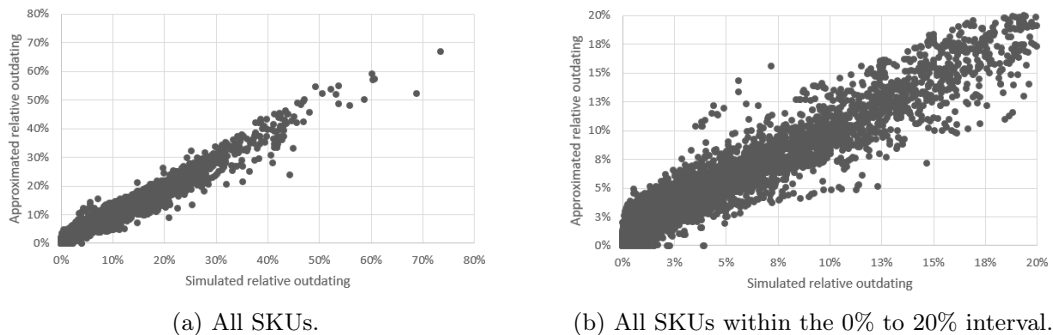 80%
70%
60%
50%
40%
30%
20%
10%
0%
Approximated relative outdating
0% 10% 20% 30% 40% 50% 60% 70% 80%
Simulated relative outdating
(a) All SKUs.
20%
18%
15%
13%
10%
8%
5%
3%
0%
Approximated relative outdating
0% 3% 5% 8% 10% 13% 15% 18% 20%
Simulated relative outdating
(b) All SKUs within the 0% to 20% interval.